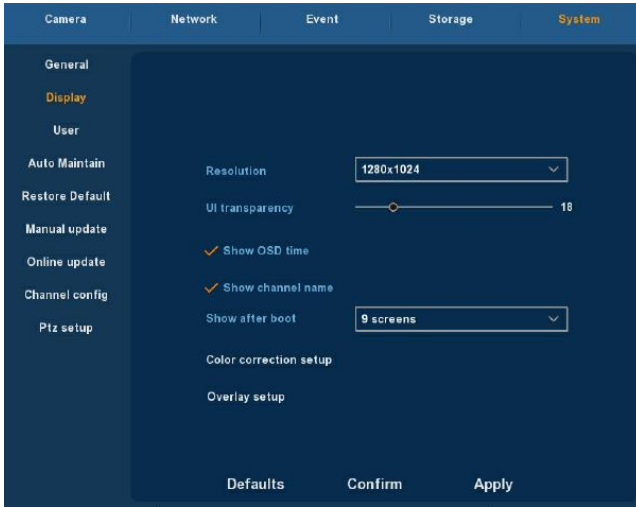 Camera Network Event Storage System
General
Display
User
Auto Maintain
Restore Default
Manual update
Online update
Channel config
Ptz setup
Resolution 1280x1024
UI transparency 18
Show OSD time
Show channel name
Show after boot 9 screens
Color correction setup
Overlay setup
Defaults Confirm Apply